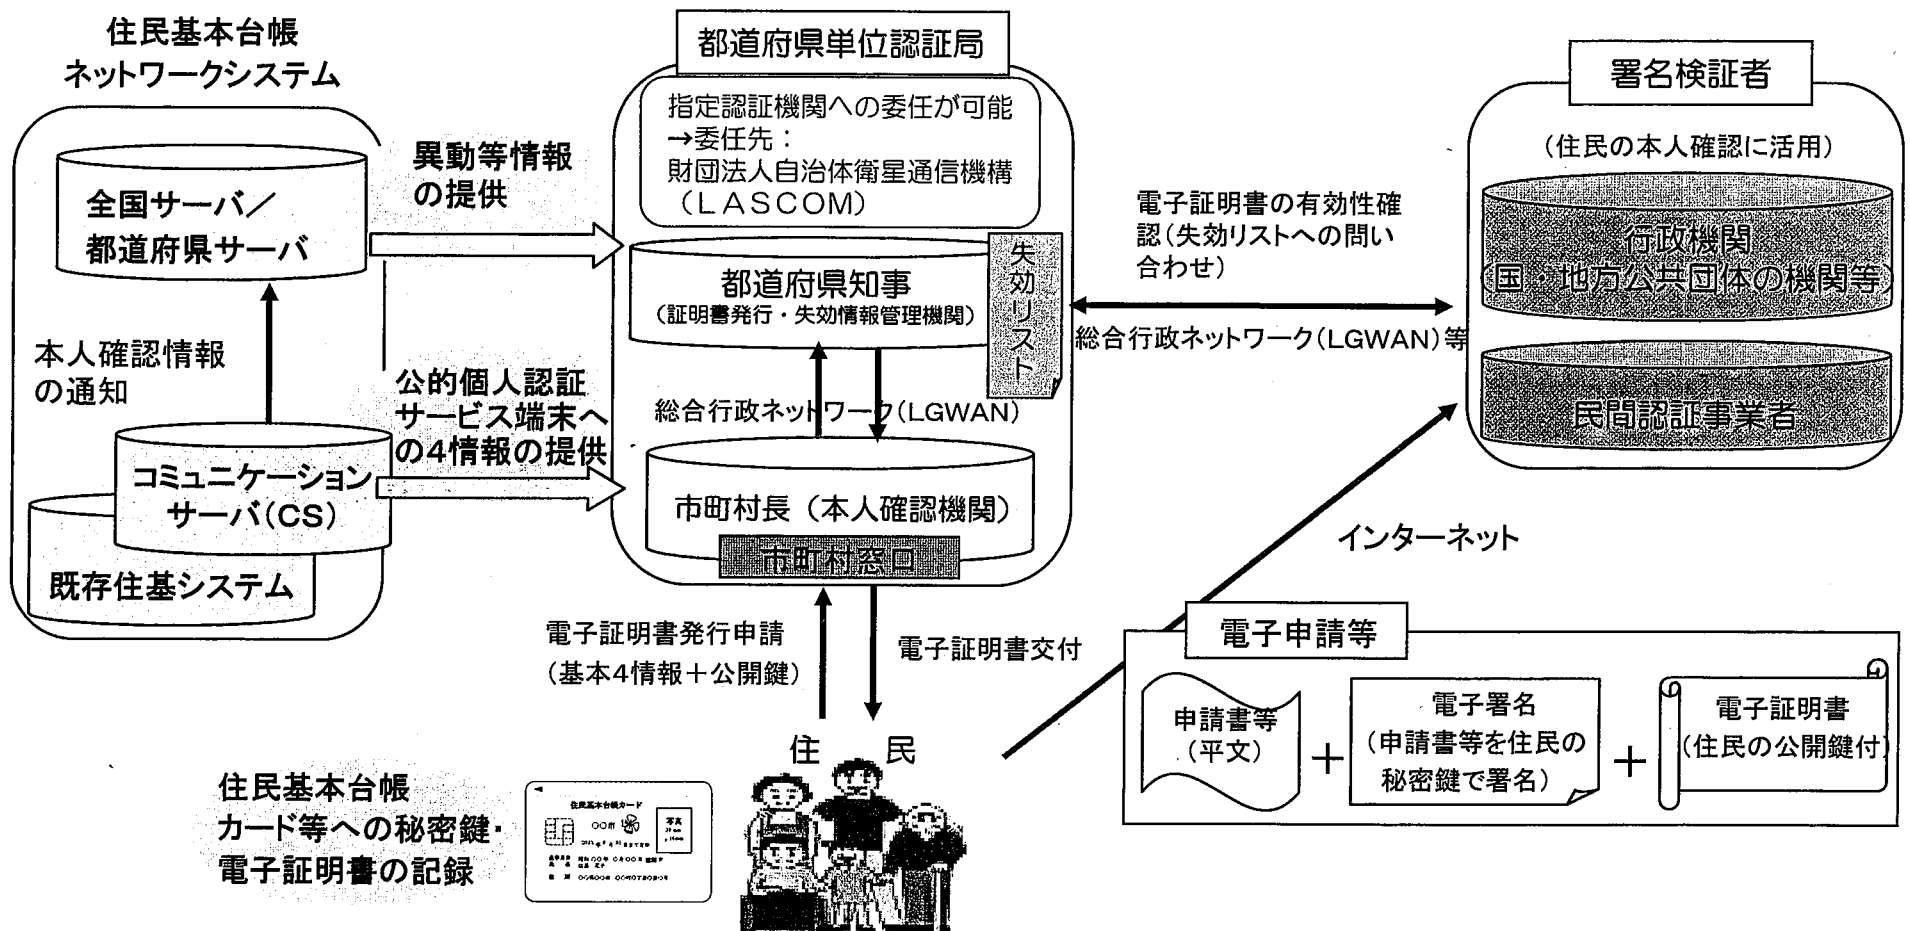 住民基本台帳
ネットワークシステム
全国サーバ／
都道府県サーバ
本人確認情報
の通知
コミュニケーション
サーバ(CS)
既存住基システム
異動等情報
の提供
公的個人認証
サービス端末へ
の4情報の提供
都道府県単位認証局
指定認証機関への委任が可能
→委任先：
財団法人自治体衛星通信機構
（LASCOM）
都道府県知事
（証明書発行・失効情報管理機関）
失効リスト
総合行政ネットワーク(LGWAN)
市町村長（本人確認機関）
市町村窓口
電子証明書発行申請
(基本4情報＋公開鍵)
電子証明書交付
電子証明書の有効性確
認(失効リストへの問い
合わせ)
総合行政ネットワーク(LGWAN)等
署名検証者
(住民の本人確認に活用)
行政機関
(国・地方公共団体の機関等)
民間認証事業者
インターネット
電子申請等
申請書等
(平文)
＋
電子署名
(申請書等を住民の
秘密鍵で署名)
＋
電子証明書
(住民の公開鍵付)
住　民
住民基本台帳
カード等への秘密鍵・
電子証明書の記録
住民基本台帳カード
○○市
写真